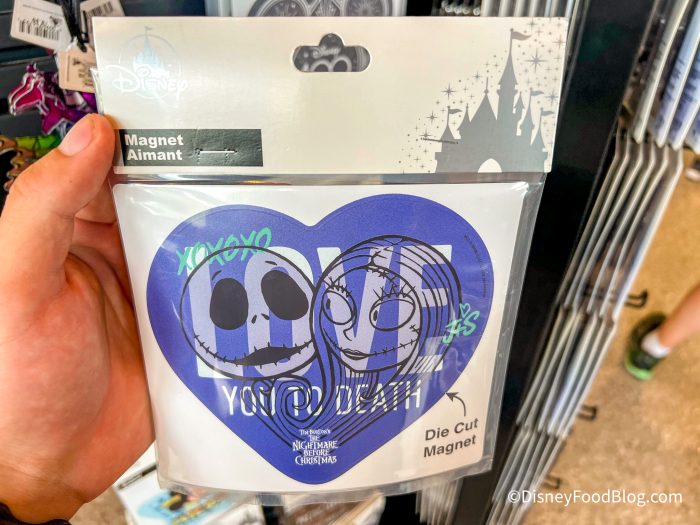 Disney
Magnet
Aimant
XOXOXO
LOVE
J&S
YOU TO DEATH
TIM BURTON'S
THE
NIGHTMARE
BEFORE
CHRISTMAS
Die Cut
Magnet
©DisneyFoodBlog.com